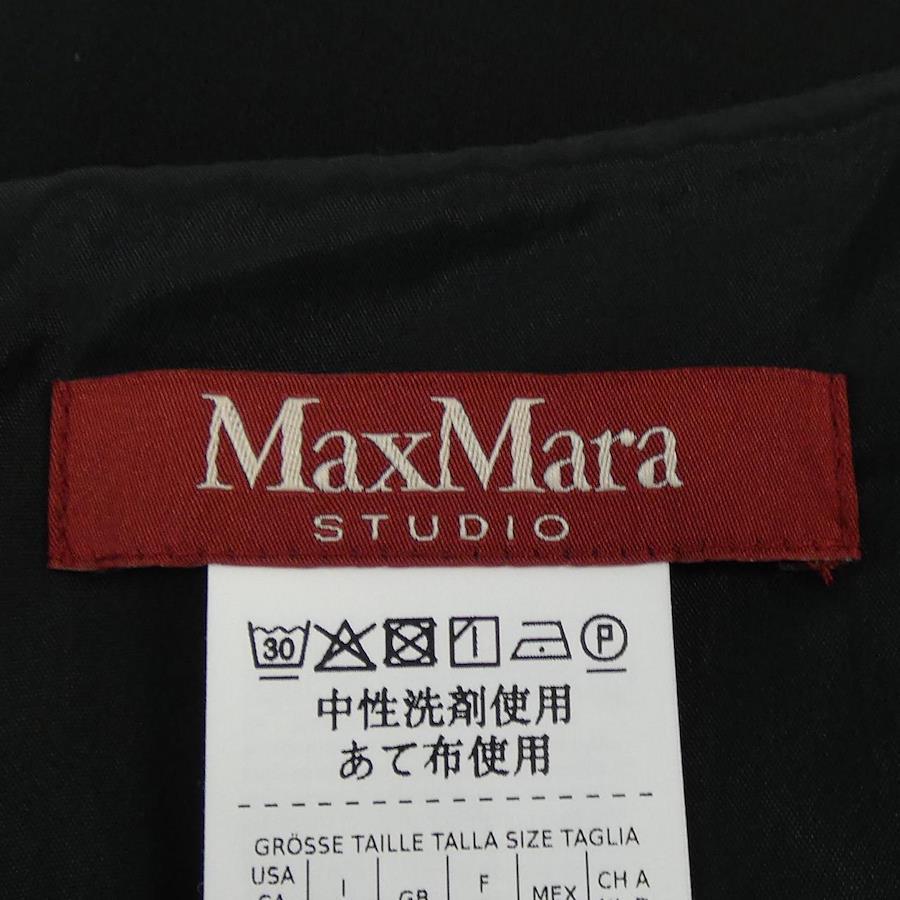 MaxMara
STUDIO
30 P
中性洗剤使用
あて布使用
GRÖSSE TAILLE TALLA SIZE TAGLIA
USA I GB F MEX CH A